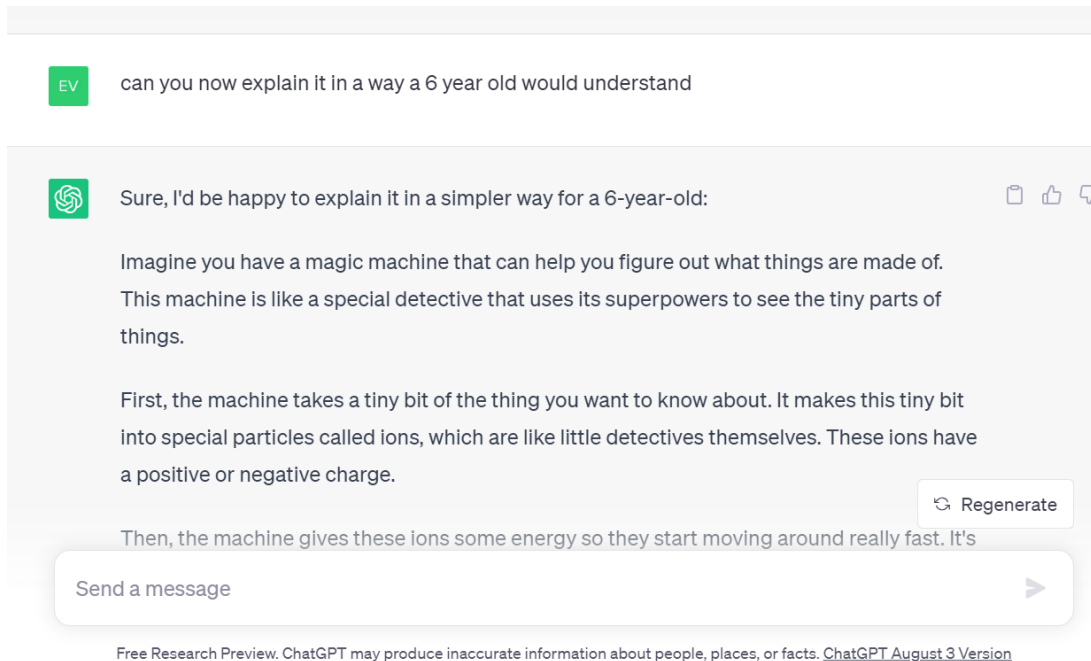 EV
can you now explain it in a way a 6 year old would understand
Sure, I'd be happy to explain it in a simpler way for a 6-year-old:
Imagine you have a magic machine that can help you figure out what things are made of.
This machine is like a special detective that uses its superpowers to see the tiny parts of
things.
First, the machine takes a tiny bit of the thing you want to know about. It makes this tiny bit
into special particles called ions, which are like little detectives themselves. These ions have
a positive or negative charge.
Regenerate
Then, the machine gives these ions some energy so they start moving around really fast. It's
Send a message
Free Research Preview. ChatGPT may produce inaccurate information about people, places, or facts. ChatGPT August 3 Version